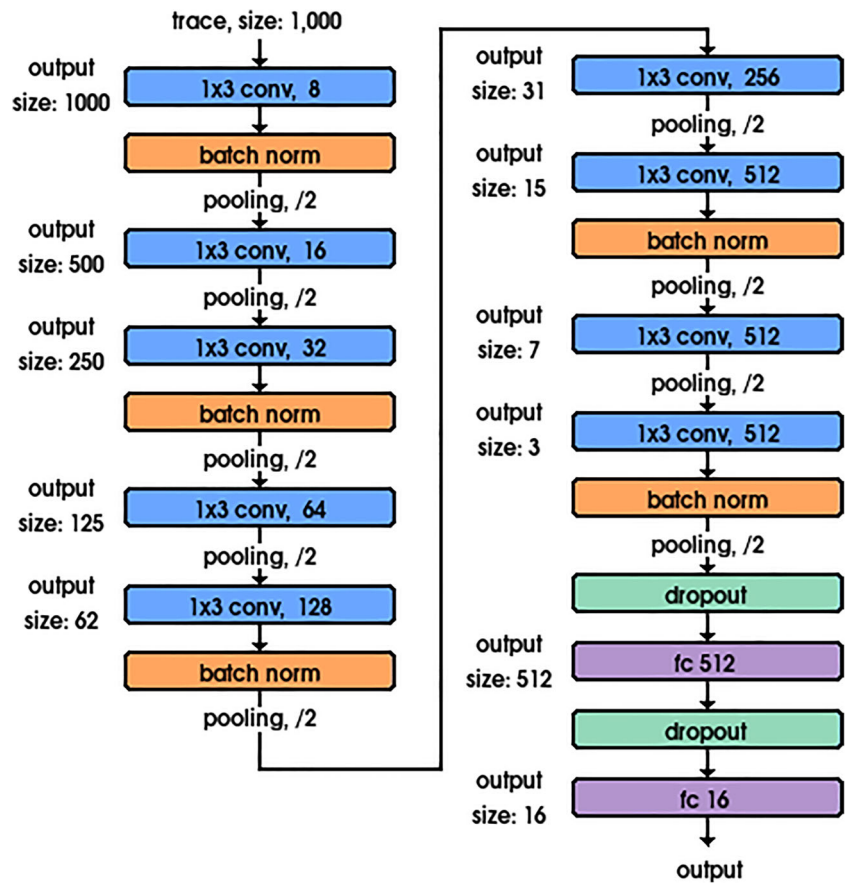 trace, size: 1,000
output
size: 1000
1x3 conv, 8
batch norm
pooling, /2
output
size: 500
1x3 conv, 16
pooling, /2
output
size: 250
1x3 conv, 32
batch norm
pooling, /2
output
size: 125
1x3 conv, 64
pooling, /2
output
size: 62
1x3 conv, 128
batch norm
pooling, /2
output
size: 31
1x3 conv, 256
pooling, /2
output
size: 15
1x3 conv, 512
batch norm
pooling, /2
output
size: 7
1x3 conv, 512
pooling, /2
output
size: 3
1x3 conv, 512
batch norm
pooling, /2
dropout
output
size: 512
fc 512
dropout
output
size: 16
fc 16
output